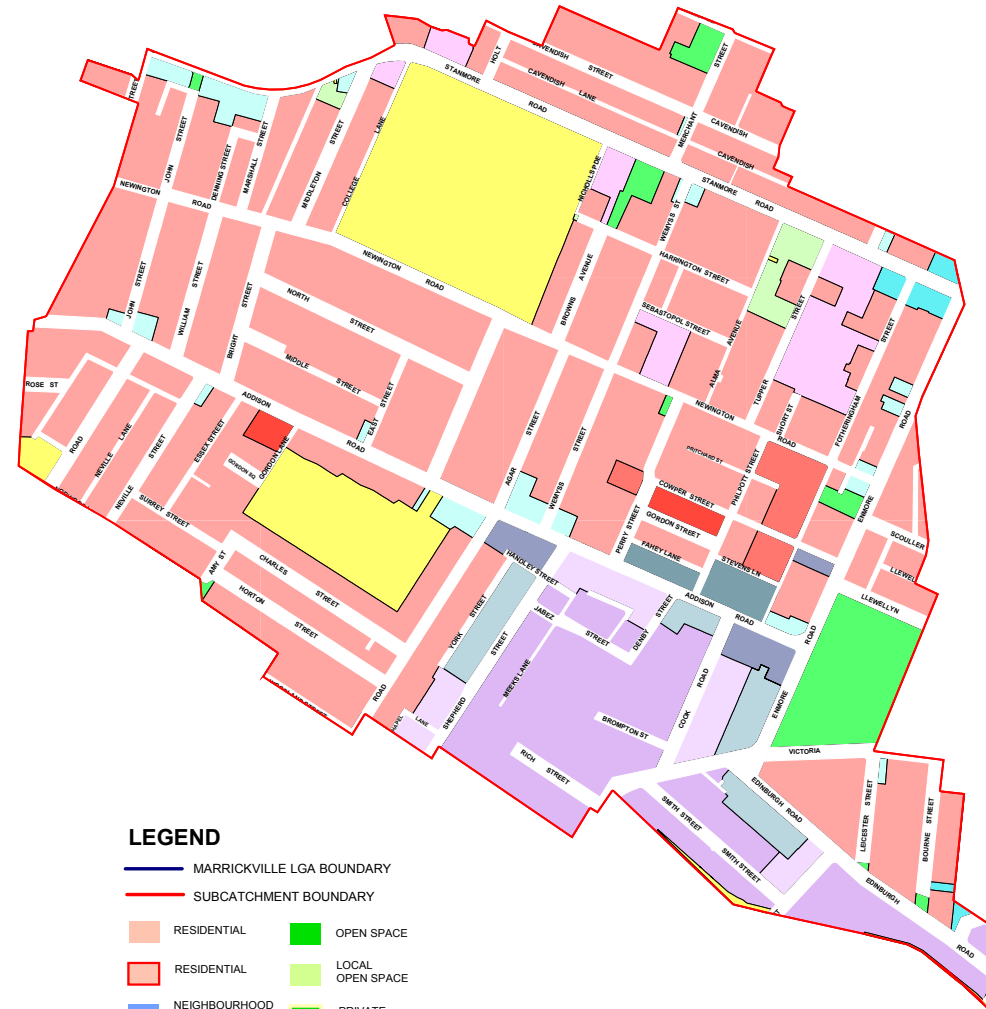 CAVENDISH STREET
STREET
HOLT
STANMORE ROAD
CAVENDISH LANE
MERCHANT
CAVENDISH
CAVENDISH
STREET
JOHN STREET
DENNING STREET
MARSHALL STREET
MIDDLETON STREET
COLLEGE LANE
NICHOLLS PDE
STANMORE ROAD
WEMYSS ST
NEWINGTON ROAD
HARRINGTON STREET
NEWINGTON ROAD
BROWNS AVENUE
JOHN STREET
WILLIAM STREET
BRIGHT STREET
NORTH STREET
SEBASTOPOL STREET
ALMA AVENUE
TUPPER STREET
FOTHERINGHAM STREET
MIDDLE STREET
EAST STREET
ROSE ST
ADDISON ROAD
NEWINGTON ROAD
SHORT ST
ENMORE ROAD
ROAD
NEVILLE LANE
NEVILLE STREET
ESSEX STREET
GORDON SQ
GORDON LANE
AGAR STREET
WEMYSS STREET
PRITCHARD ST
PHILPOTT STREET
SURREY STREET
COWPER STREET
GORDON STREET
PERRY STREET
FAHEY LANE
STEVENS LN
SCOULLER
LLEWEL
LLEWELLYN
AMY ST
CHARLES STREET
HORTON STREET
HANDLEY STREET
ADDISON ROAD
JABEZ STREET
DENBY STREET
YORK STREET
SHEPHERD STREET
MEEKS LANE
COOK ROAD
ENMORE ROAD
ROAD
LANE
BROMPTON ST
RICH STREET
VICTORIA
EDINBURGH ROAD
SMITH STREET
SMITH STREET
LEICESTER STREET
BOURNE STREET
EDINBURGH ROAD
LEGEND
MARRICKVILLE LGA BOUNDARY
SUBCATCHMENT BOUNDARY
RESIDENTIAL
OPEN SPACE
RESIDENTIAL
LOCAL
OPEN SPACE
NEIGHBOURHOOD
PRIVATE